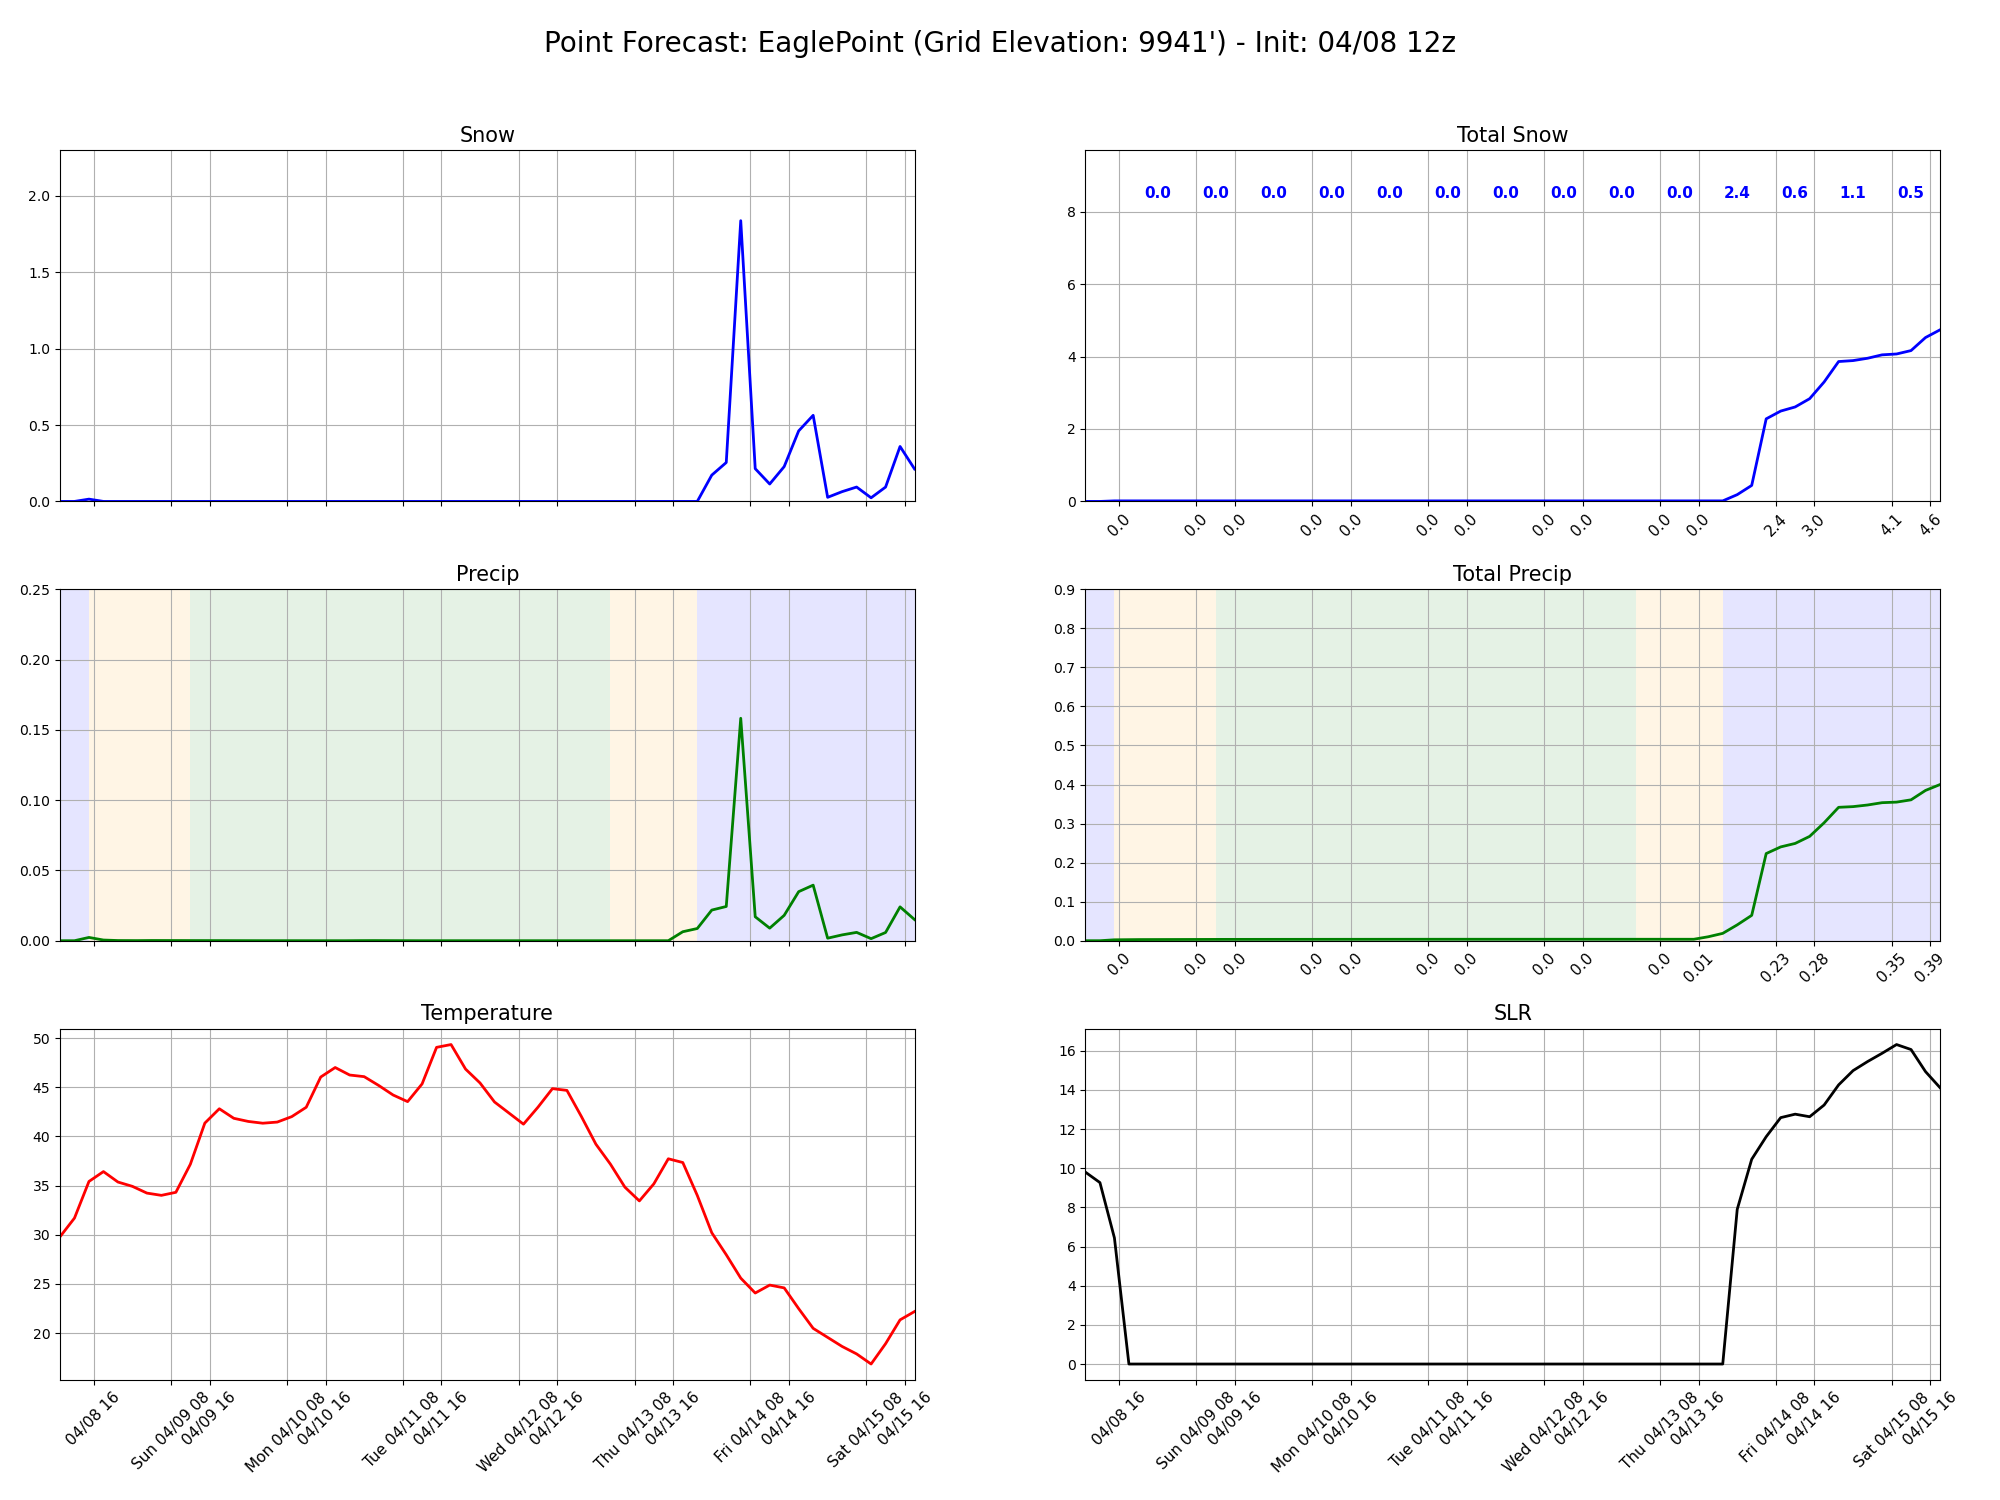 Point Forecast: EaglePoint (Grid Elevation: 9941') - Init: 04/08 12z
Snow
2.0
1.5
1.0
0.5
0.0
Total Snow
0.0 0.0 0.0 0.0 0.0 0.0 0.0 0.0 0.0 0.0 2.4 0.6 1.1 0.5
8
6
4
2
0
0.0 0.0 0.0 0.0 0.0 0.0 0.0 0.0 0.0 0.0 0.0 2.4 3.0 4.1 4.6
Precip
0.25
0.20
0.15
0.10
0.05
0.00
Total Precip
0.9
0.8
0.7
0.6
0.5
0.4
0.3
0.2
0.1
0.0
0.0 0.0 0.0 0.0 0.0 0.0 0.0 0.0 0.0 0.0 0.01 0.23 0.28 0.35 0.39
Temperature
50
45
40
35
30
25
20
04/08 16
Sun 04/09 08
04/09 16
Mon 04/10 08
04/10 16
Tue 04/11 08
04/11 16
Wed 04/12 08
04/12 16
Thu 04/13 08
04/13 16
Fri 04/14 08
04/14 16
Sat 04/15 08
04/15 16
SLR
16
14
12
10
8
6
4
2
0
04/08 16
Sun 04/09 08
04/09 16
Mon 04/10 08
04/10 16
Tue 04/11 08
04/11 16
Wed 04/12 08
04/12 16
Thu 04/13 08
04/13 16
Fri 04/14 08
04/14 16
Sat 04/15 08
04/15 16